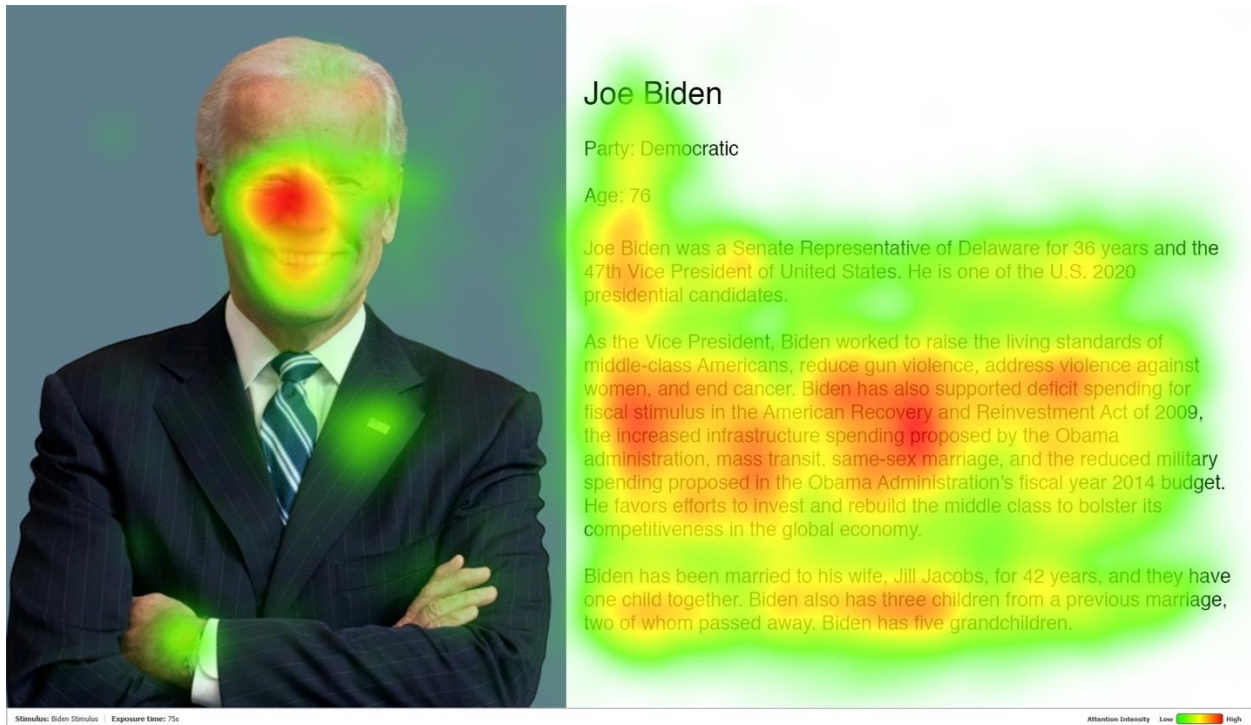 Joe Biden
Party: Democratic
Age: 76
Joe Biden was a Senate Representative of Delaware for 36 years and the
47th Vice President of United States. He is one of the U.S. 2020
presidential candidates.
As the Vice President, Biden worked to raise the living standards of
middle-class Americans, reduce gun violence, address violence against
women, and end cancer. Biden has also supported deficit spending for
fiscal stimulus in the American Recovery and Reinvestment Act of 2009,
the increased infrastructure spending proposed by the Obama
administration, mass transit, same-sex marriage, and the reduced military
spending proposed in the Obama Administration's fiscal year 2014 budget.
He favors efforts to invest and rebuild the middle class to bolster its
competitiveness in the global economy.
Biden has been married to his wife, Jill Jacobs, for 42 years, and they have
one child together. Biden also has three children from a previous marriage,
two of whom passed away. Biden has five grandchildren.
Stimulus: Biden Stimulus | Exposure time: 75s
Attention Intensity Low High